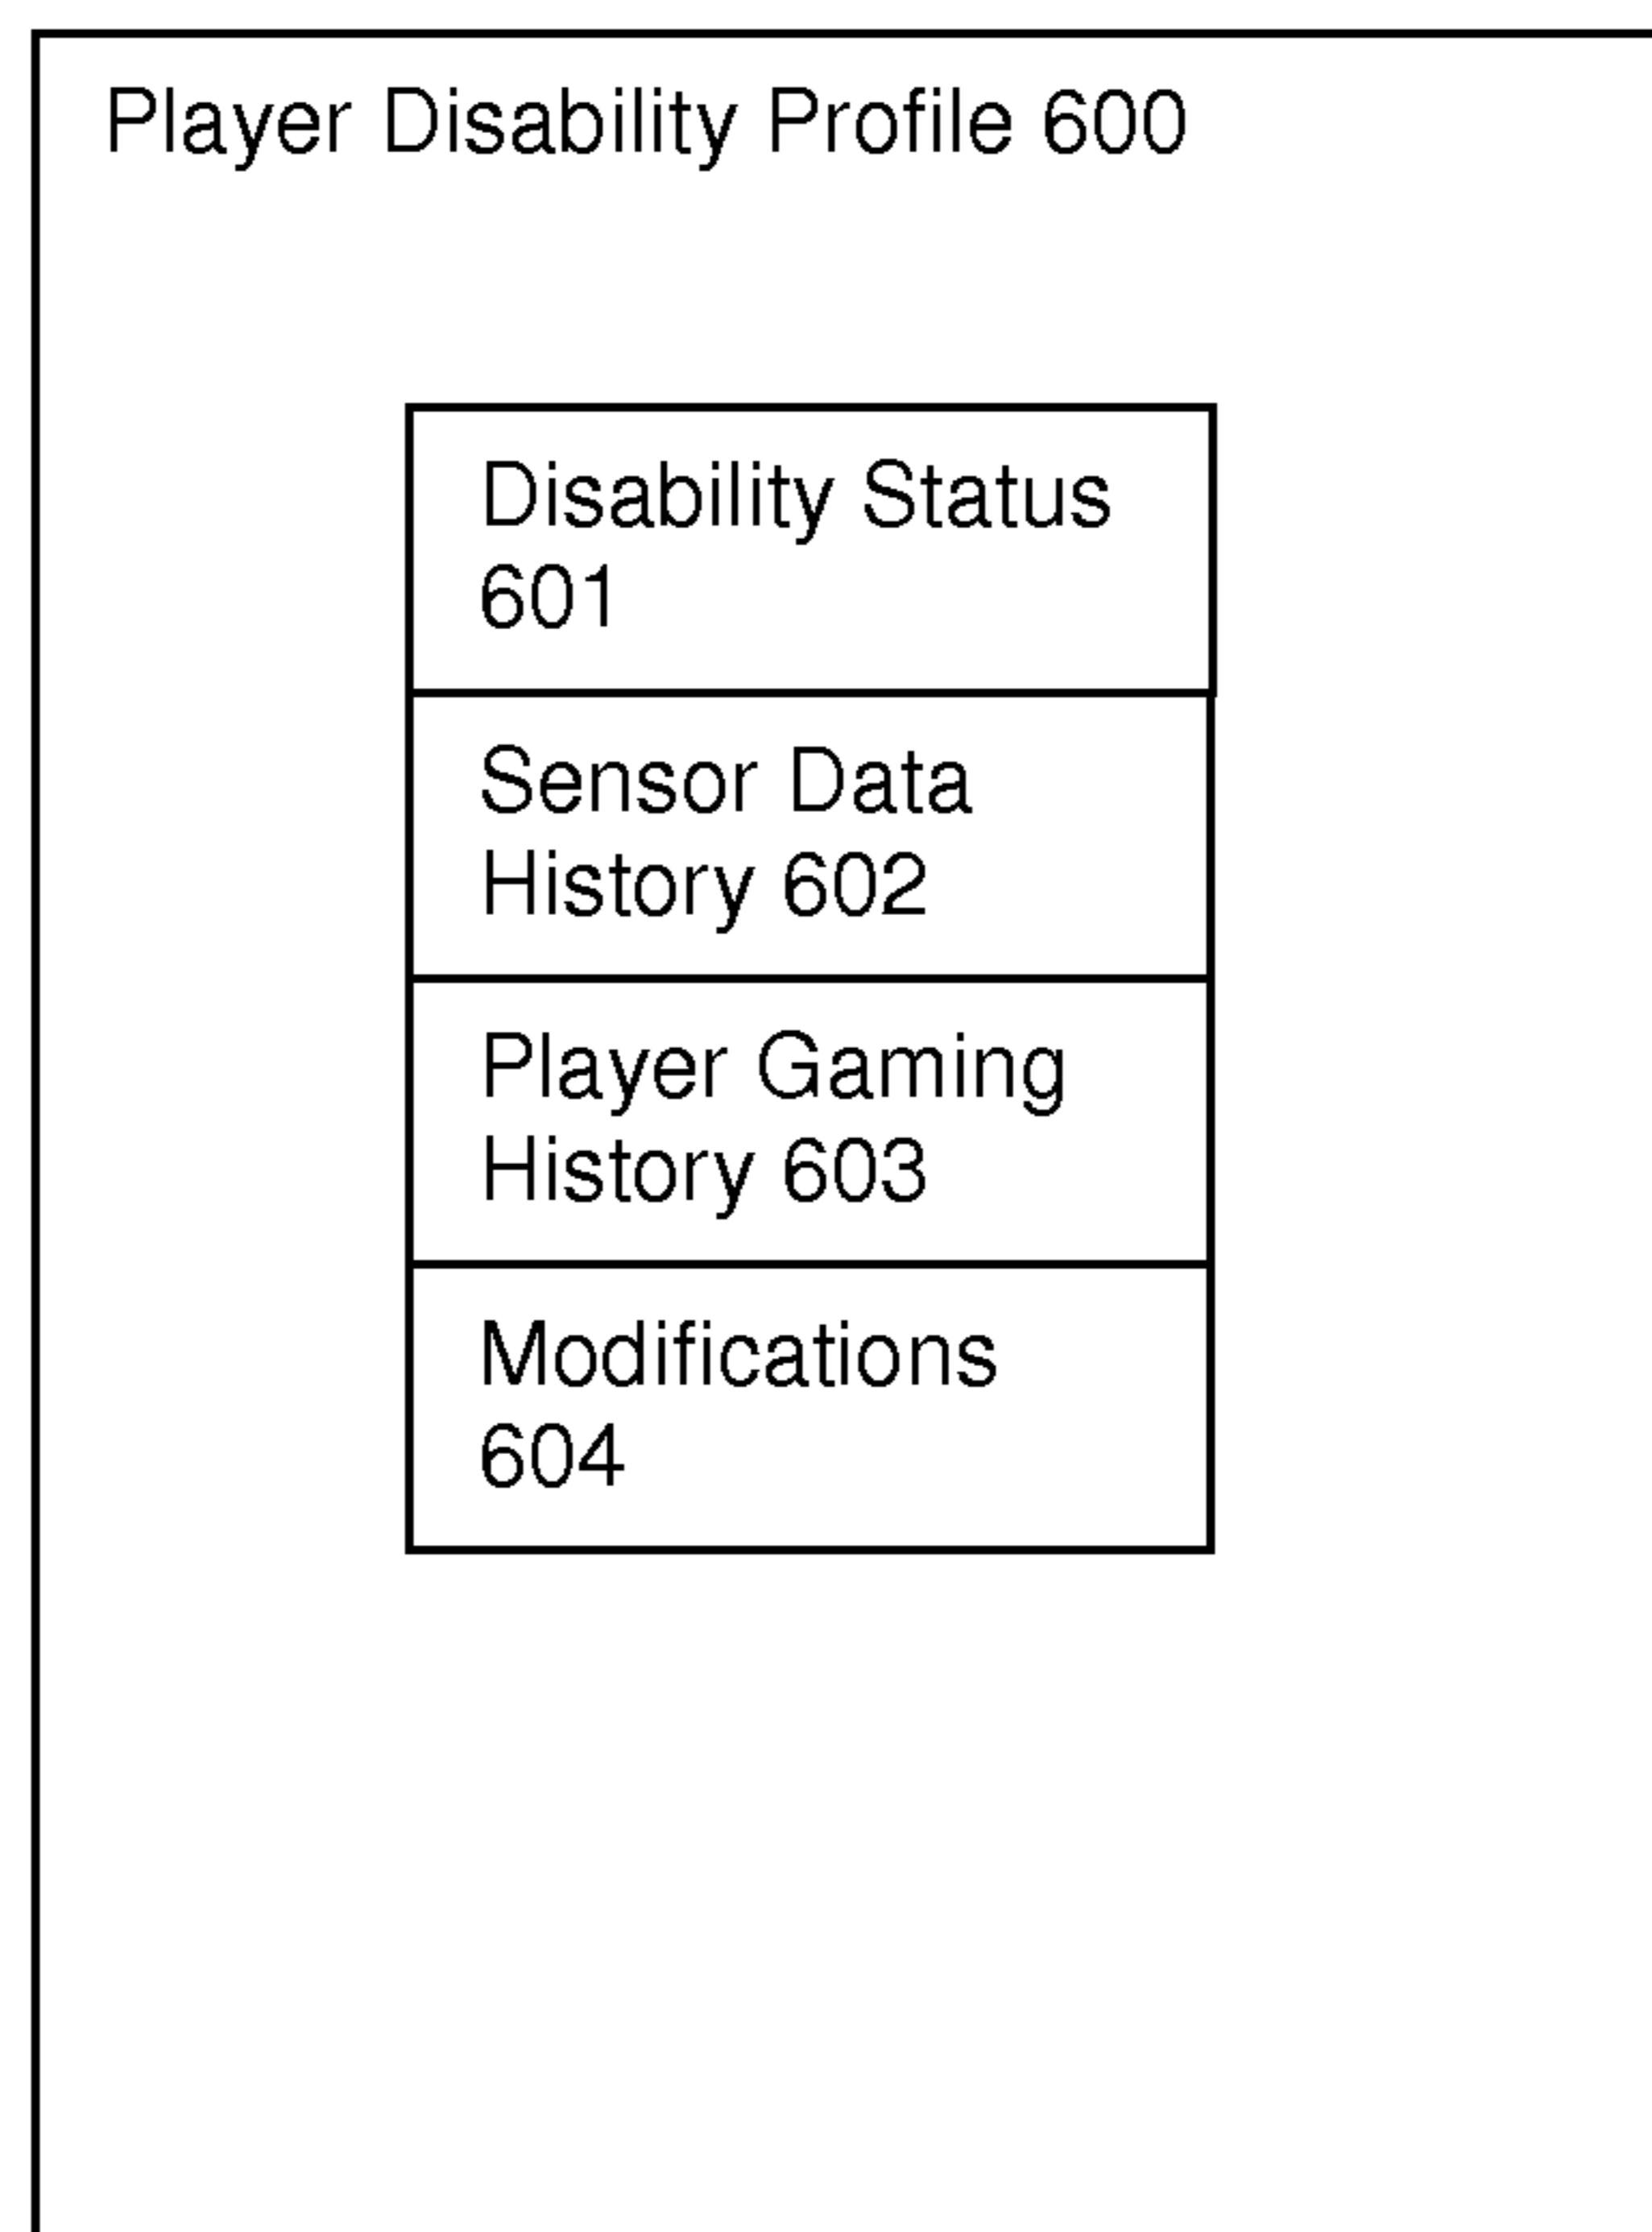 Player Disability Profile 600
Disability Status
601
Sensor Data
History 602
Player Gaming
History 603
Modifications
604